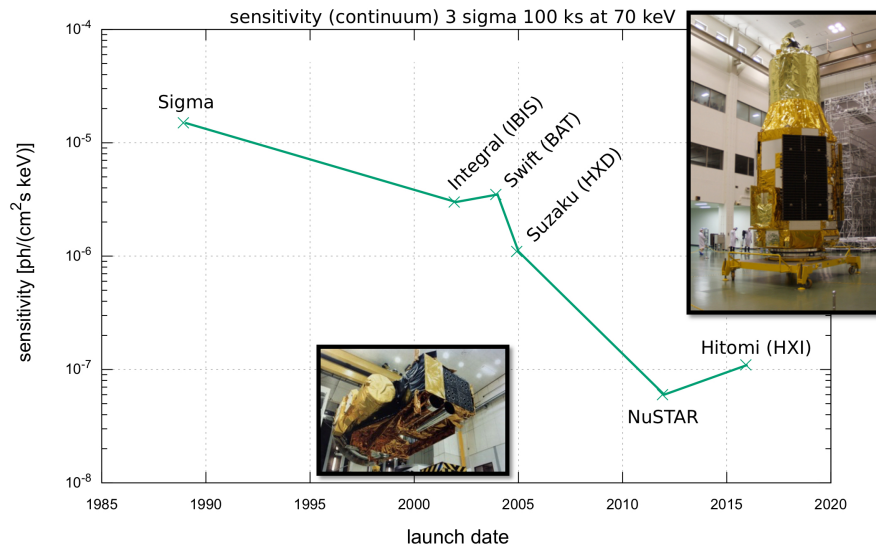 sensitivity (continuum) 3 sigma 100 ks at 70 keV
10⁻⁴
10⁻⁵
10⁻⁶
10⁻⁷
10⁻⁸
sensitivity [ph/(cm²s keV)]
Sigma
Integral (IBIS)
Swift (BAT)
Suzaku (HXD)
NuSTAR
Hitomi (HXI)
1985 1990 1995 2000 2005 2010 2015 2020
launch date